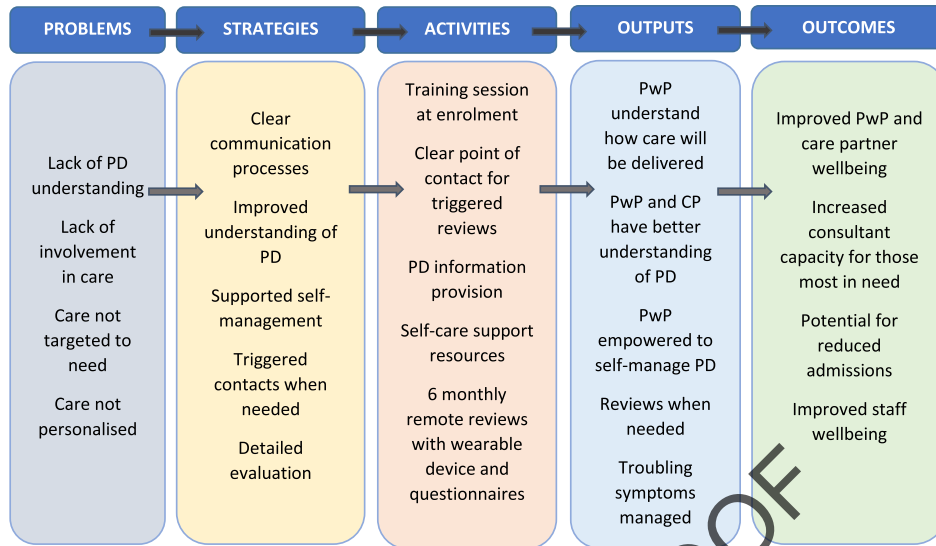 PROBLEMS
STRATEGIES
ACTIVITIES
OUTPUTS
OUTCOMES
Lack of PD
understanding
Lack of
involvement
in care
Care not
targeted to
need
Care not
personalised
Clear
communication
processes
Improved
understanding of
PD
Supported self-
management
Triggered
contacts when
needed
Detailed
evaluation
Training session
at enrolment
Clear point of
contact for
triggered
reviews
PD information
provision
Self-care support
resources
6 monthly
remote reviews
with wearable
device and
questionnaires
PwP
understand
how care will
be delivered
PwP and CP
have better
understanding
of PD
PwP
empowered to
self-manage PD
Reviews when
needed
Troubling
symptoms
managed
Improved PwP and
care partner
wellbeing
Increased
consultant
capacity for those
most in need
Potential for
reduced
admissions
Improved staff
wellbeing
OF